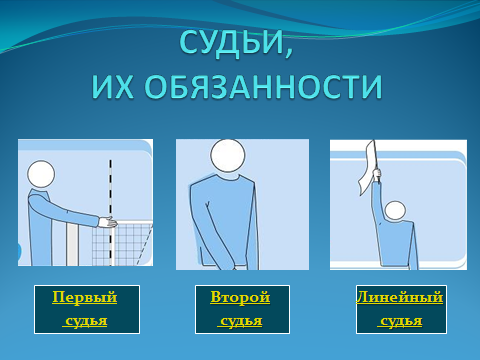 СУДЬИ,
ИХ ОБЯЗАННОСТИ
Первый
судья
Второй
судья
Линейный
судья